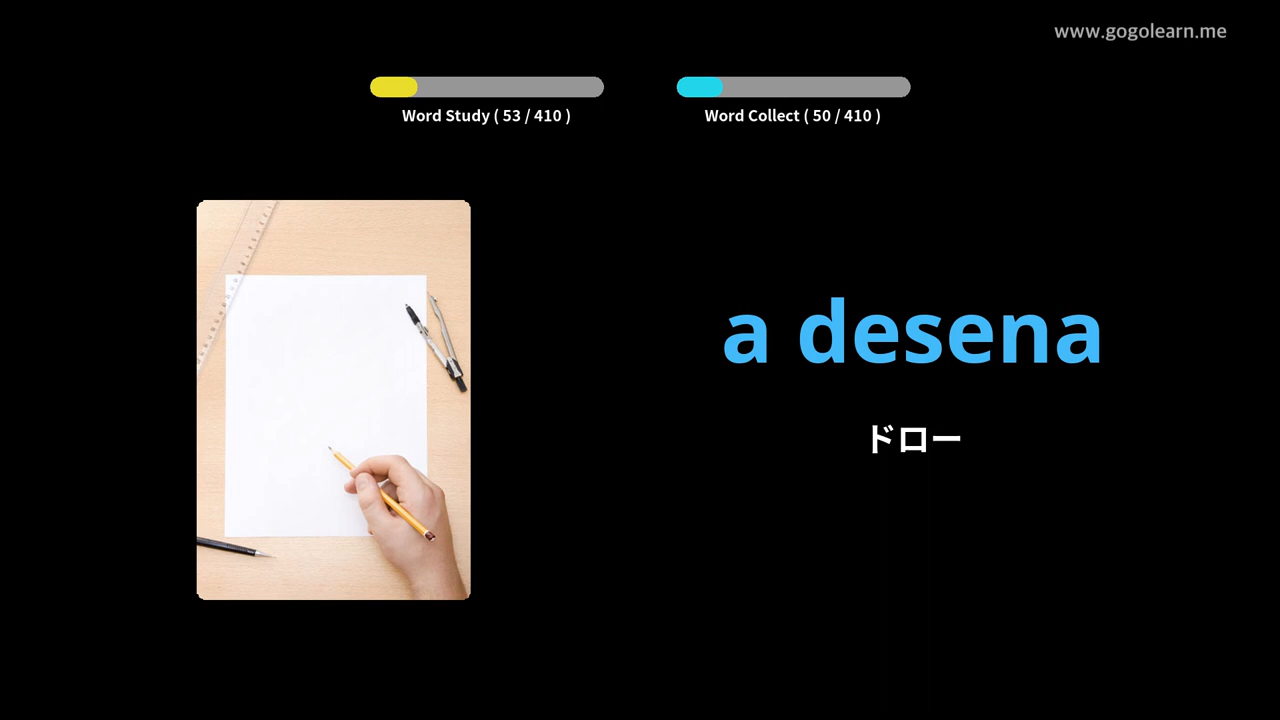 www.gogolearn.me
Word Study ( 53 / 410 )
Word Collect ( 50 / 410 )
a desena
ドロー